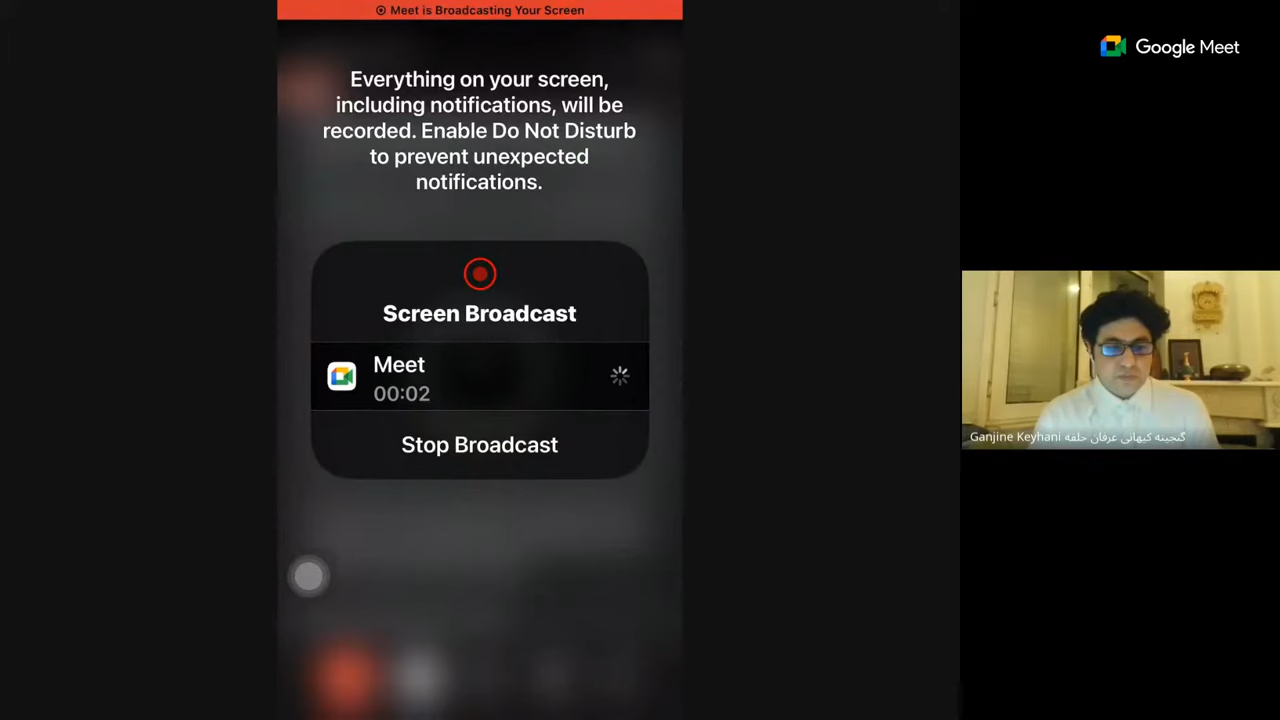 Meet is Broadcasting Your Screen
Google Meet
Everything on your screen,
including notifications, will be
recorded. Enable Do Not Disturb
to prevent unexpected
notifications.
Screen Broadcast
Meet
00:02
Stop Broadcast
Ganjine Keyhani گنجینه کیهانی عرفان حلقه